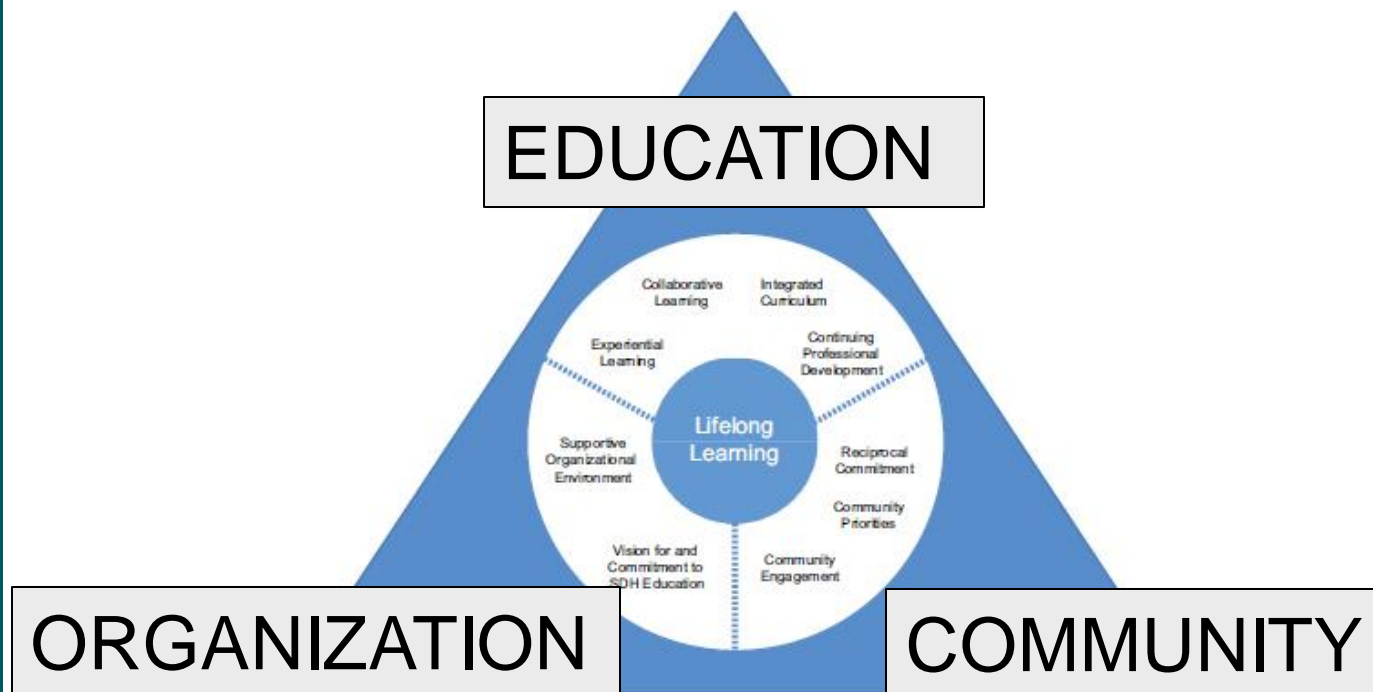 EDUCATION
Collaborative
Learning
Integrated
Curriculum
Experiential
Learning
Continuing
Professional
Development
Lifelong
Learning
Supportive
Organizational
Environment
Reciprocal
Commitment
Community
Priorities
Vision for and
Commitment to
SDH Education
Community
Engagement
ORGANIZATION
COMMUNITY